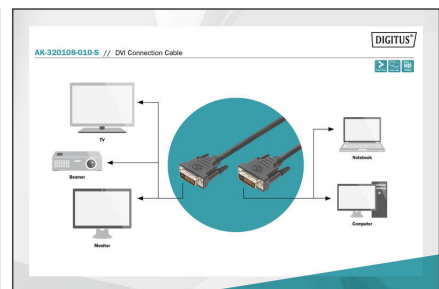 DIGITUS®
AK-320108-010-S // DVI Connection Cable
TV
Beamer
Monitor
Notebook
Computer